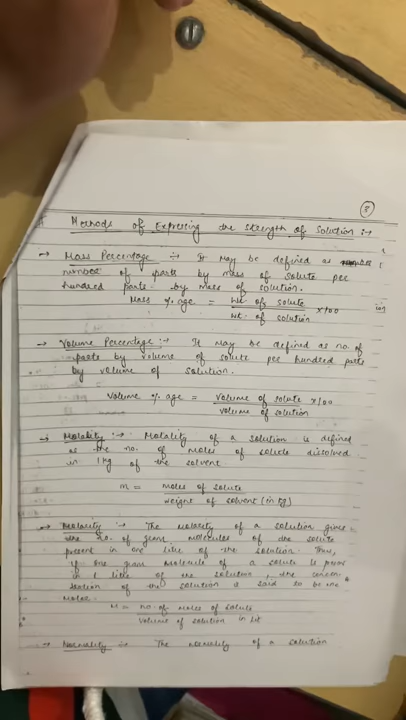 3
# Methods of Expressing the strength of Solution :-
→ Mass Percentage :- It may be defined as
number of parts by mass of solute per
hundred parts by mass of solution.
Mass % age = Wt. of solute / Wt. of solution × 100
→ Volume Percentage :- It may be defined as no. of
parts by volume of solute per hundred parts
by volume of solution.
Volume % age = volume of solute / volume of solution × 100
→ Molality :→ Molality of a solution is defined
as the no. of moles of solute dissolved
in 1 kg of the solvent
m = moles of solute / weight of solvent (in kg)
→ Molarity :→ The molarity of a solution gives
the no. of gram molecules of the solute
present in one litre of the solution. Thus,
if one gram molecule of a solute is
in 1 litre of the solution, the
of the solution is said to be one
molar.
M = no. of moles of solute
volume of solution in lit
→ Normality :- The normality of a solution